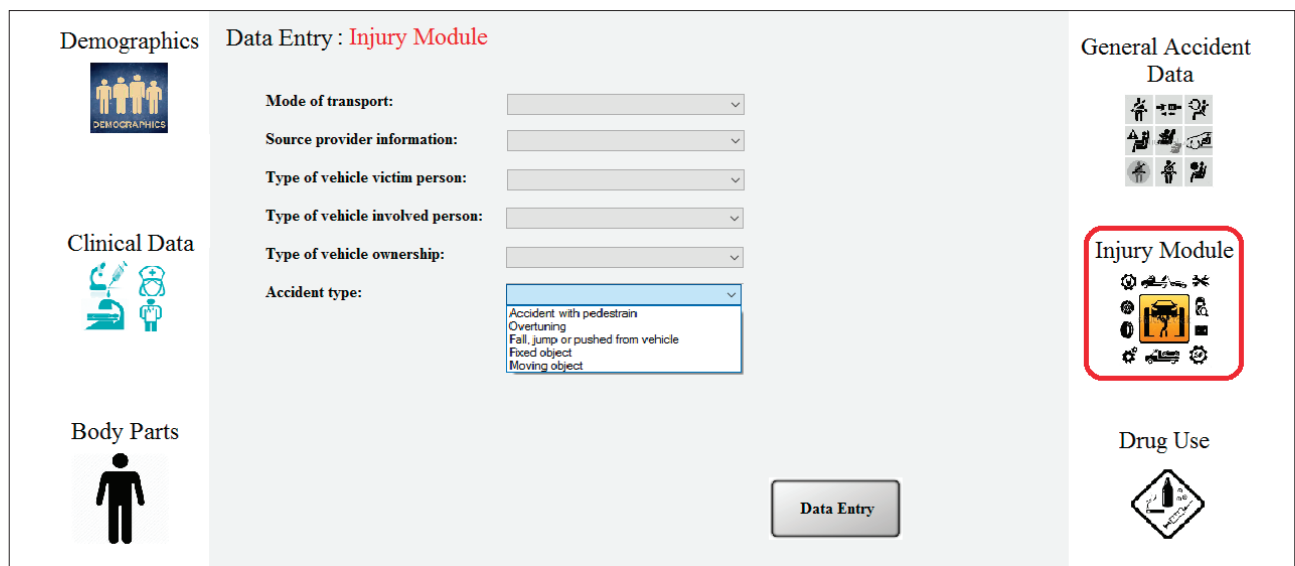 Demographics
DEMOGRAPHICS
Clinical Data
Body Parts
Data Entry : Injury Module
Mode of transport:
Source provider information:
Type of vehicle victim person:
Type of vehicle involved person:
Type of vehicle ownership:
Accident type:
Accident with pedestrain
Overtuning
Fall, jump or pushed from vehicle
Fixed object
Moving object
Data Entry
General Accident
Data
Injury Module
Drug Use